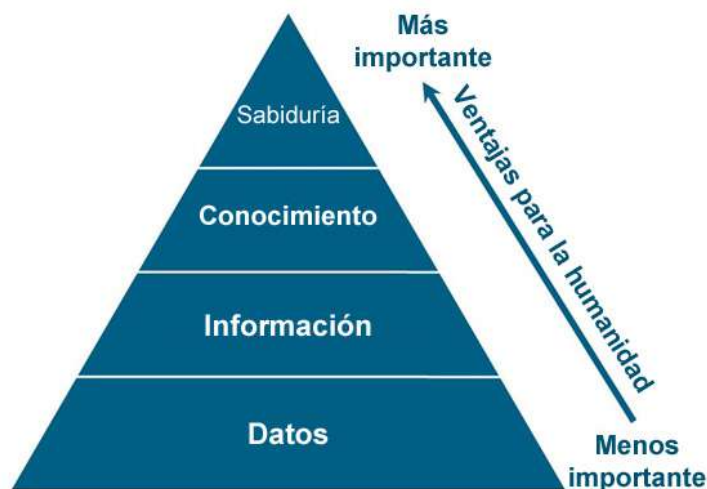 Más
importante
Sabiduría
Ventajas para la humanidad
Conocimiento
Información
Datos
Menos
importante